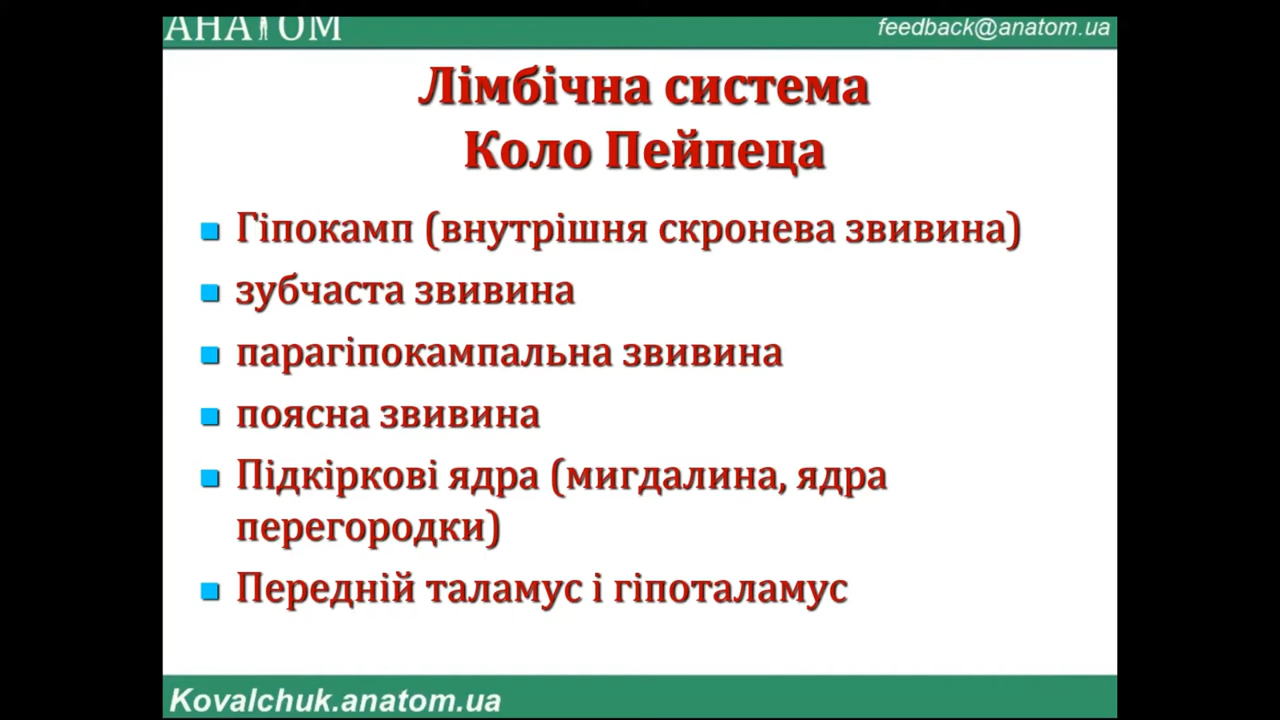 АНАТОМ
feedback@anatom.ua
Лімбічна система
Коло Пейпеца
Гіпокамп (внутрішня скронева звивина)
зубчаста звивина
парагіпокампальна звивина
поясна звивина
Підкіркові ядра (мигдалина, ядра
перегородки)
Передній таламус і гіпоталамус
Kovalchuk.anatom.ua